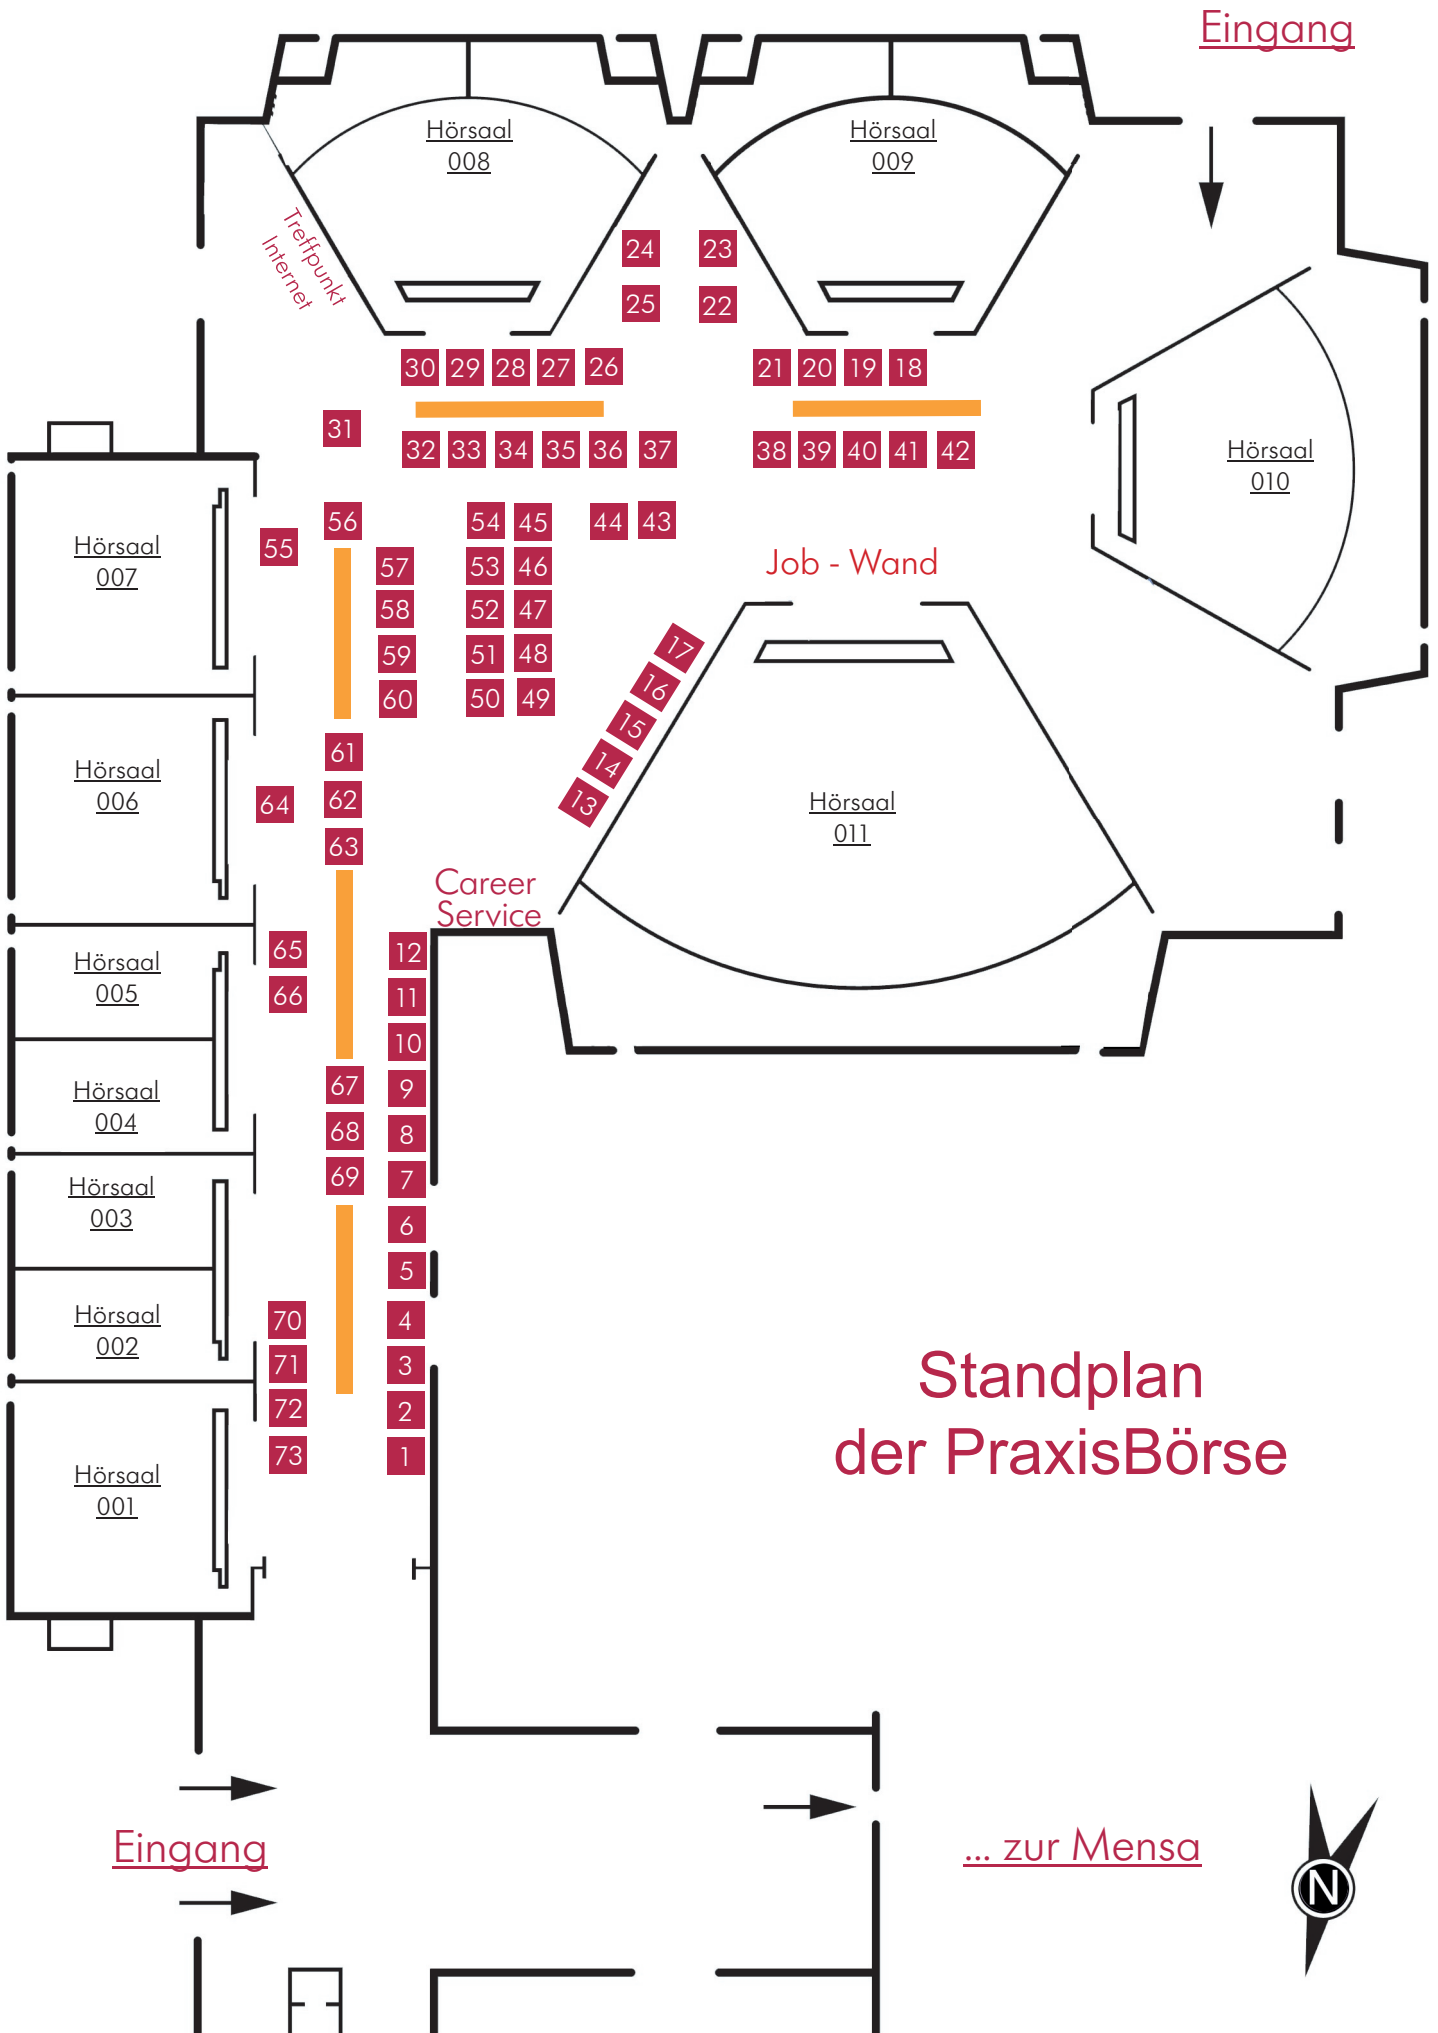 Eingang
Hörsaal
008
Hörsaal
009
Treffpunkt
Internet
24 23
25 22
30 29 28 27 26
21 20 19 18
31
32 33 34 35 36 37
38 39 40 41 42
Hörsaal
010
56
54 45
44 43
55
Hörsaal
007
57
53 46
Job - Wand
58
52 47
59
51 48
60
50 49
17
16
15
14
13
61
Hörsaal
006
64
62
63
Hörsaal
011
Career
Service
65
12
66
11
Hörsaal
005
10
67
9
Hörsaal
004
68
8
69
7
Hörsaal
003
6
5
70
4
Hörsaal
002
71
3
72
2
73
1
Standplan
der PraxisBörse
Hörsaal
001
Eingang
... zur Mensa
N